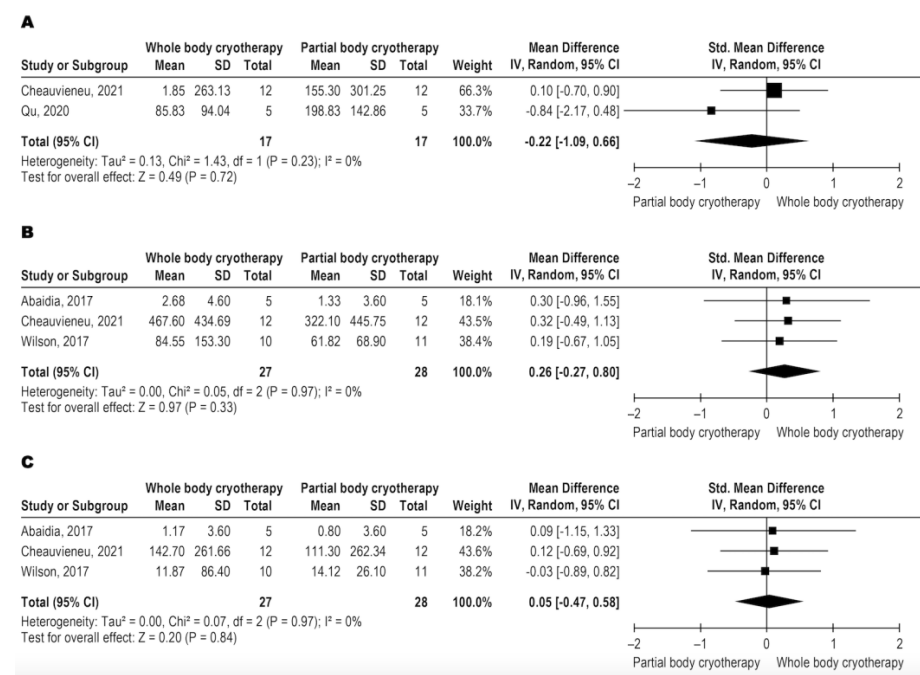 A
Whole body cryotherapy Partial body cryotherapy Mean Difference Std. Mean Difference
Study or Subgroup Mean SD Total Mean SD Total Weight IV, Random, 95% CI IV, Random, 95% CI
Cheauvieneu, 2021 1.85 263.13 12 155.30 301.25 12 66.3% 0.10 [-0.70, 0.90]
Qu, 2020 85.83 94.04 5 198.83 142.86 5 33.7% -0.84 [-2.17, 0.48]
Total (95% CI) 17 17 100.0% -0.22 [-1.09, 0.66]
Heterogeneity: Tau² = 0.13, Chi² = 1.43, df = 1 (P = 0.23); I² = 0%
Test for overall effect: Z = 0.49 (P = 0.72)
−2 −1 0 1 2
Partial body cryotherapy Whole body cryotherapy
B
Whole body cryotherapy Partial body cryotherapy Mean Difference Std. Mean Difference
Study or Subgroup Mean SD Total Mean SD Total Weight IV, Random, 95% CI IV, Random, 95% CI
Abaidia, 2017 2.68 4.60 5 1.33 3.60 5 18.1% 0.30 [-0.96, 1.55]
Cheauvieneu, 2021 467.60 434.69 12 322.10 445.75 12 43.5% 0.32 [-0.49, 1.13]
Wilson, 2017 84.55 153.30 10 61.82 68.90 11 38.4% 0.19 [-0.67, 1.05]
Total (95% CI) 27 28 100.0% 0.26 [-0.27, 0.80]
Heterogeneity: Tau² = 0.00, Chi² = 0.05, df = 2 (P = 0.97); I² = 0%
Test for overall effect: Z = 0.97 (P = 0.33)
−2 −1 0 1 2
Partial body cryotherapy Whole body cryotherapy
C
Whole body cryotherapy Partial body cryotherapy Mean Difference Std. Mean Difference
Study or Subgroup Mean SD Total Mean SD Total Weight IV, Random, 95% CI IV, Random, 95% CI
Abaidia, 2017 1.17 3.60 5 0.80 3.60 5 18.2% 0.09 [-1.15, 1.33]
Cheauvieneu, 2021 142.70 261.66 12 111.30 262.34 12 43.6% 0.12 [-0.69, 0.92]
Wilson, 2017 11.87 86.40 10 14.12 26.10 11 38.2% -0.03 [-0.89, 0.82]
Total (95% CI) 27 28 100.0% 0.05 [-0.47, 0.58]
Heterogeneity: Tau² = 0.00, Chi² = 0.07, df = 2 (P = 0.97); I² = 0%
Test for overall effect: Z = 0.20 (P = 0.84)
−2 −1 0 1 2
Partial body cryotherapy Whole body cryotherapy